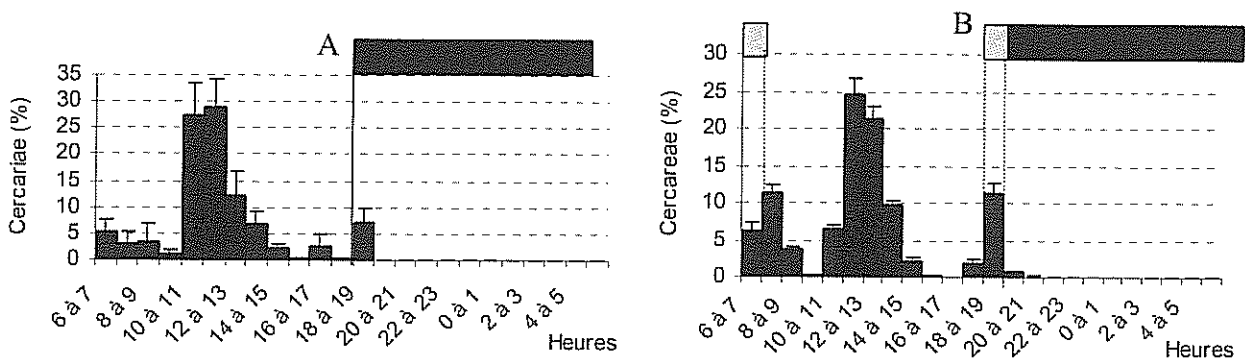 A
35
30
25
20
15
10
5
0
Cercariae (%)
6 à 7
8 à 9
10 à 11
12 à 13
14 à 15
16 à 17
18 à 19
20 à 21
22 à 23
0 à 1
2 à 3
4 à 5
Heures
B
30
25
20
15
10
5
0
Cercareae (%)
6 à 7
8 à 9
10 à 11
12 à 13
14 à 15
16 à 17
18 à 19
20 à 21
22 à 23
0 à 1
2 à 3
4 à 5
Heures